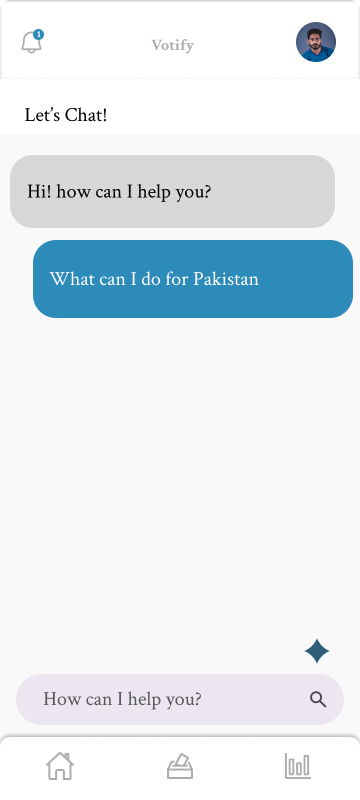 1
Votify
Let's Chat!
Hi! how can I help you?
What can I do for Pakistan
How can I help you?